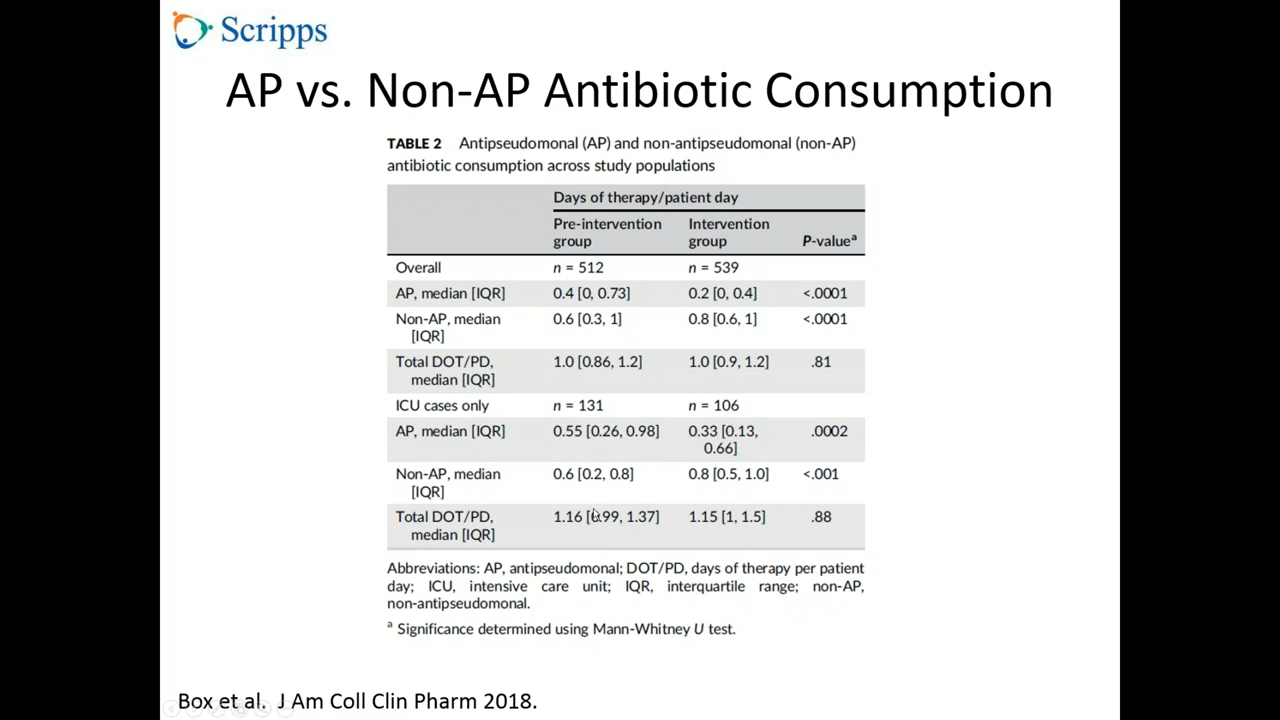 Scripps
AP vs. Non-AP Antibiotic Consumption
TABLE 2 Antipseudomonal (AP) and non-antipseudomonal (non-AP)
antibiotic consumption across study populations
Days of therapy/patient day
Pre-intervention group Intervention group P-valueᵃ
Overall n = 512 n = 539
AP, median [IQR] 0.4 [0, 0.73] 0.2 [0, 0.4] <.0001
Non-AP, median [IQR] 0.6 [0.3, 1] 0.8 [0.6, 1] <.0001
Total DOT/PD, median [IQR] 1.0 [0.86, 1.2] 1.0 [0.9, 1.2] .81
ICU cases only n = 131 n = 106
AP, median [IQR] 0.55 [0.26, 0.98] 0.33 [0.13, 0.66] .0002
Non-AP, median [IQR] 0.6 [0.2, 0.8] 0.8 [0.5, 1.0] <.001
Total DOT/PD, median [IQR] 1.16 [0.99, 1.37] 1.15 [1, 1.5] .88
Abbreviations: AP, antipseudomonal; DOT/PD, days of therapy per patient
day; ICU, intensive care unit; IQR, interquartile range; non-AP,
non-antipseudomonal.
ᵃ Significance determined using Mann-Whitney U test.
Box et al. J Am Coll Clin Pharm 2018.